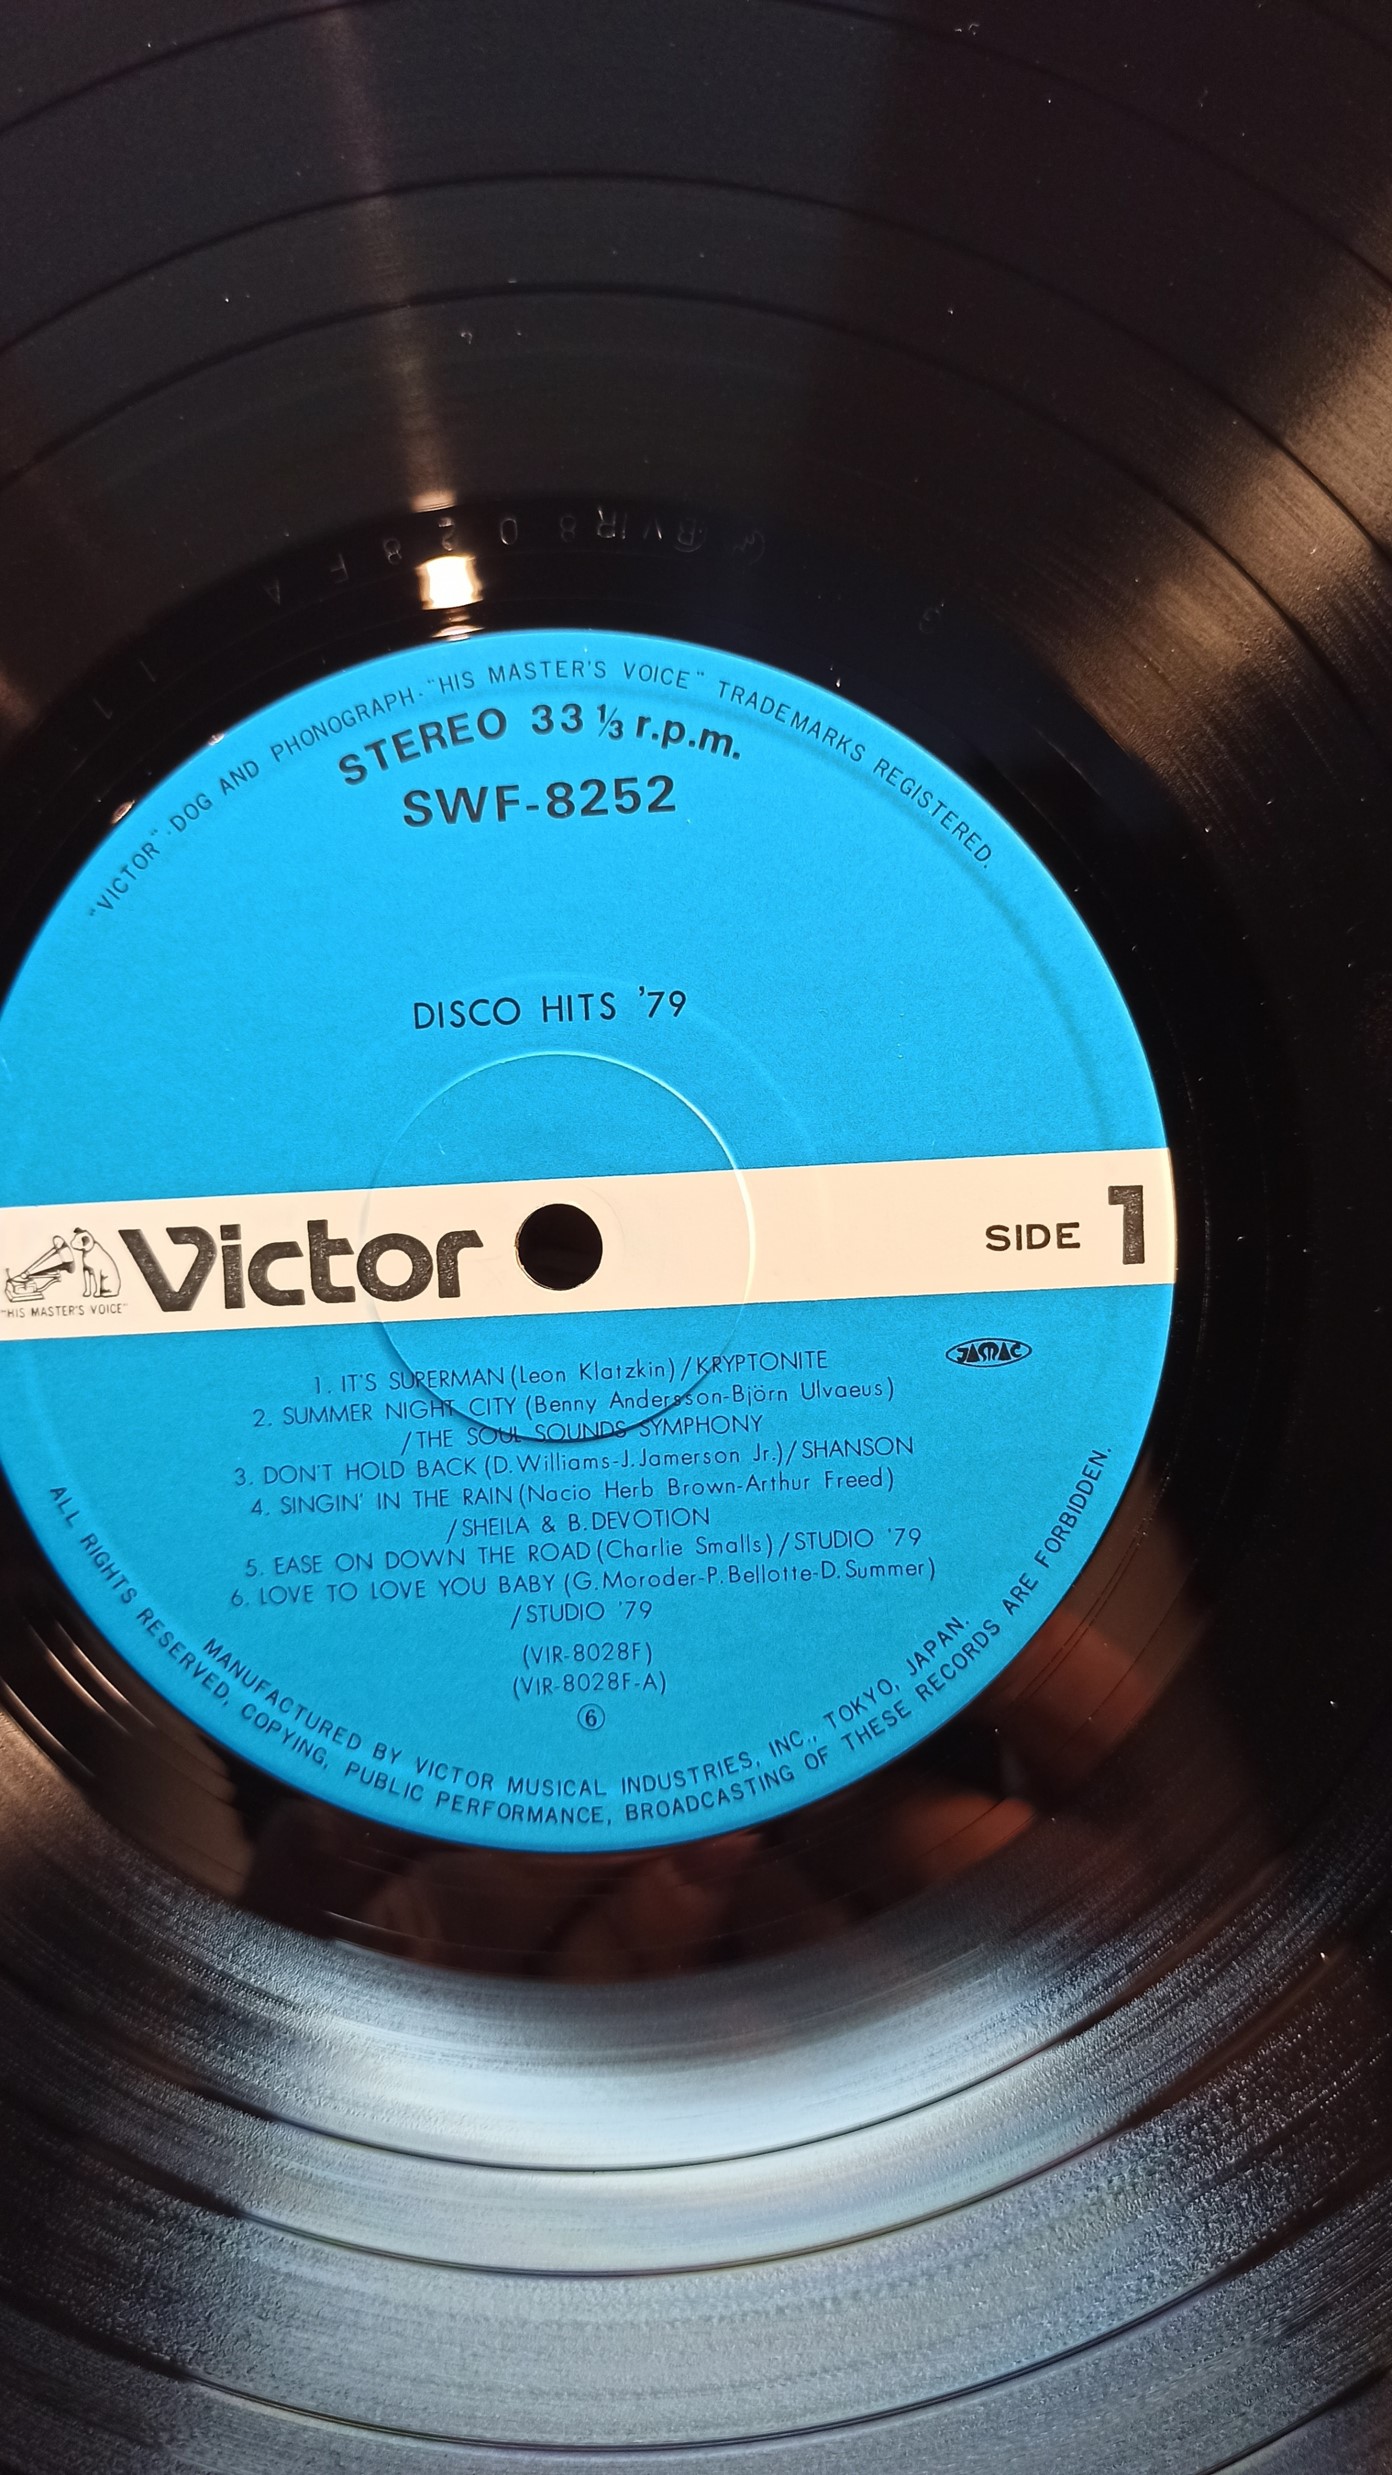 "VICTOR"·DOG AND PHONOGRAPH·"HIS MASTER'S VOICE" TRADEMARKS REGISTERED.
STEREO 33 ⅓ r.p.m.
SWF-8252
DISCO HITS '79
Victor
"HIS MASTER'S VOICE"
SIDE 1
JASRAC
1. IT'S SUPERMAN (Leon Klatzkin)/KRYPTONITE
2. SUMMER NIGHT CITY (Benny Andersson-Björn Ulvaeus)
/THE SOUL SOUNDS SYMPHONY
3. DON'T HOLD BACK (D.Williams-J.Jamerson Jr.)/SHANSON
4. SINGIN' IN THE RAIN (Nacio Herb Brown-Arthur Freed)
/SHEILA & B.DEVOTION
5. EASE ON DOWN THE ROAD (Charlie Smalls)/STUDIO '79
6. LOVE TO LOVE YOU BABY (G.Moroder-P.Bellotte-D.Summer)
/STUDIO '79
(VIR-8028F)
(VIR-8028F-A)
⑥
MANUFACTURED BY VICTOR MUSICAL INDUSTRIES, INC., TOKYO, JAPAN.
ALL RIGHTS RESERVED, COPYING, PUBLIC PERFORMANCE, BROADCASTING OF THESE RECORDS ARE FORBIDDEN.